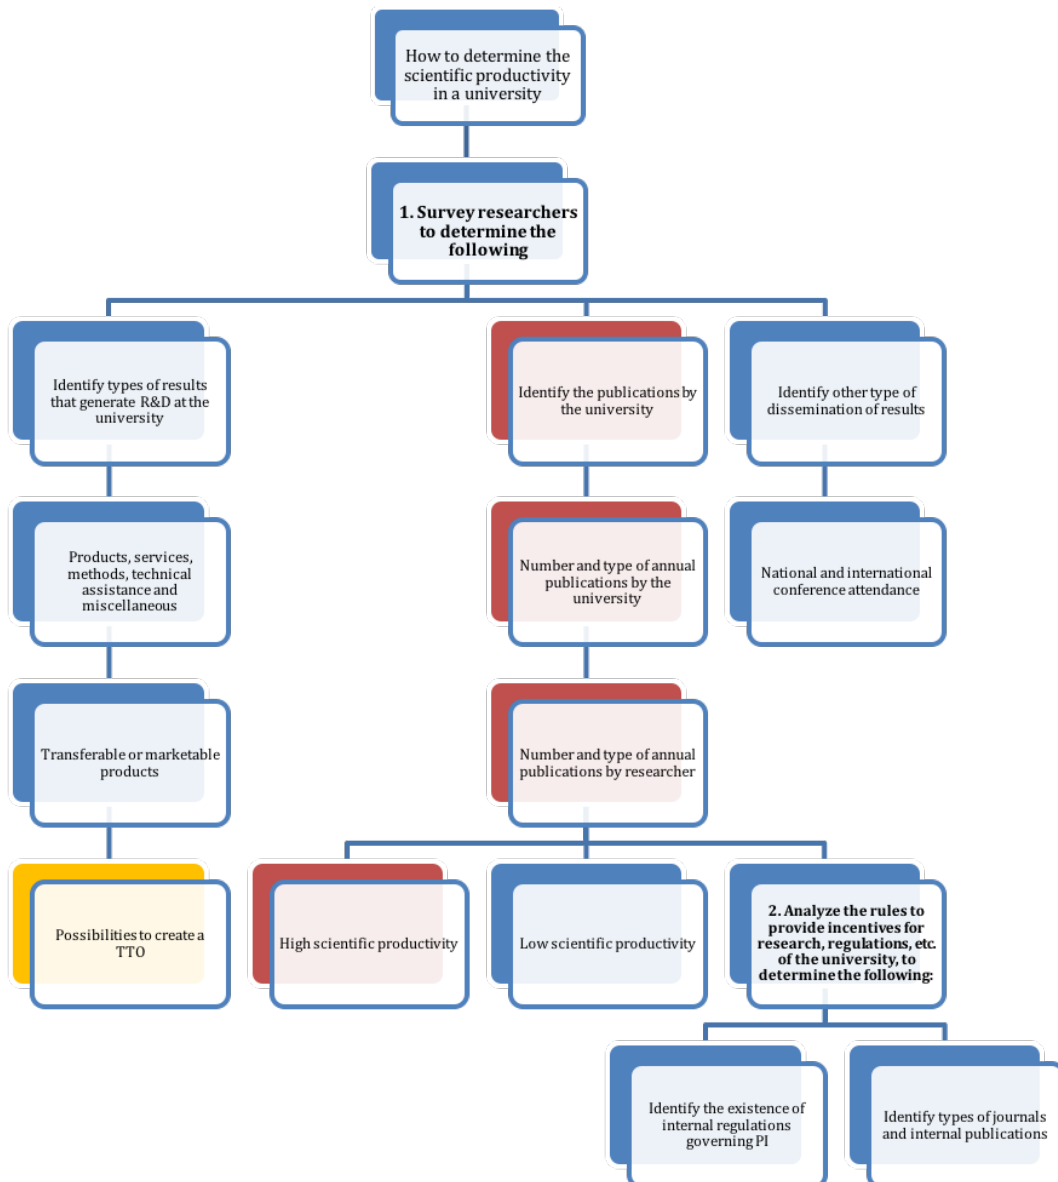 How to determine the
scientific productivity
in a university
1. Survey researchers
to determine the
following
Identify types of results
that generate R&D at the
university
Identify the publications by
the university
Identify other type of
dissemination of results
Products, services,
methods, technical
assistance and
miscellaneous
Number and type of annual
publications by the
university
National and international
conference attendance
Transferable or marketable
products
Number and type of annual
publications by researcher
Possibilities to create a
TTO
High scientific productivity
Low scientific productivity
2. Analyze the rules to
provide incentives for
research, regulations, etc.
of the university, to
determine the following:
Identify the existence of
internal regulations
governing PI
Identify types of journals
and internal publications